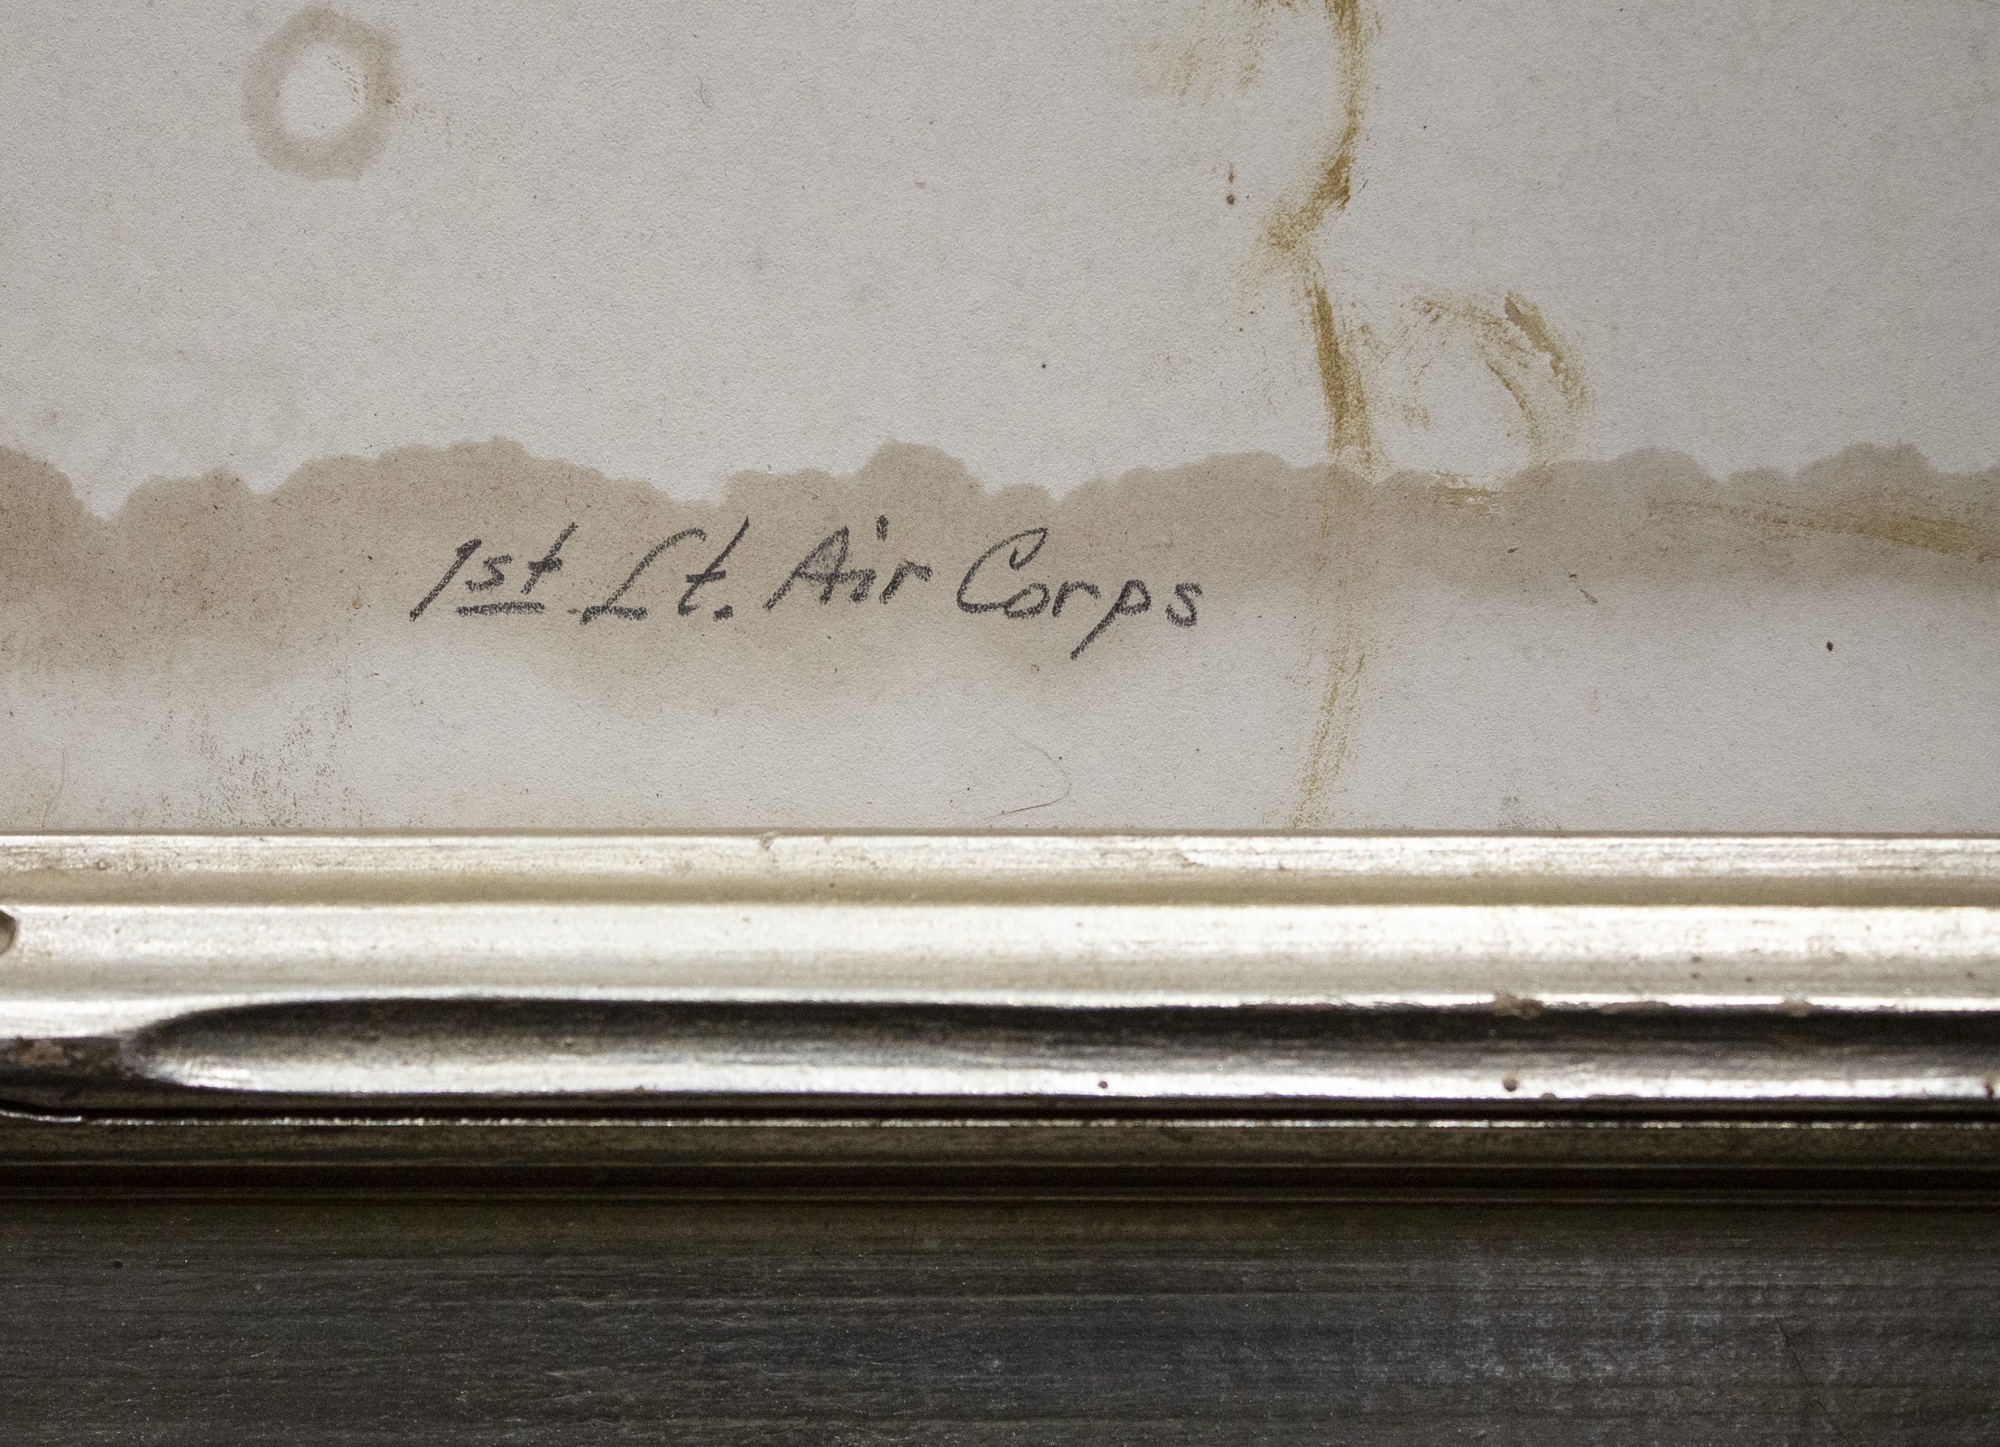 1st Lt. Air Corps